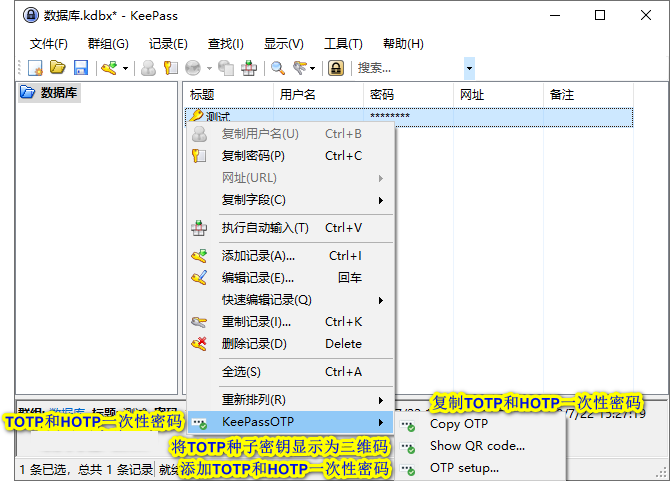 数据库.kdbx* - KeePass
文件(F) 群组(G) 记录(E) 查找(I) 显示(V) 工具(T) 帮助(H)
搜索...
数据库
标题 用户名 密码 网址 备注
测试 ********
复制用户名(U) Ctrl+B
复制密码(P) Ctrl+C
网址(URL)
复制字段(C)
执行自动输入(T) Ctrl+V
添加记录(A)... Ctrl+I
编辑记录(E)... 回车
快速编辑记录(Q)
重制记录(I)... Ctrl+K
删除记录(D) Delete
全选(S) Ctrl+A
重新排列(R)
KeePassOTP
群组: 数据库, 标题: 测试, 密码
TOTP和HOTP一次性密码
复制TOTP和HOTP一次性密码
Copy OTP
将TOTP种子密钥显示为二维码
Show QR code...
添加TOTP和HOTP一次性密码
OTP setup...
1 条已选，总共 1 条记录